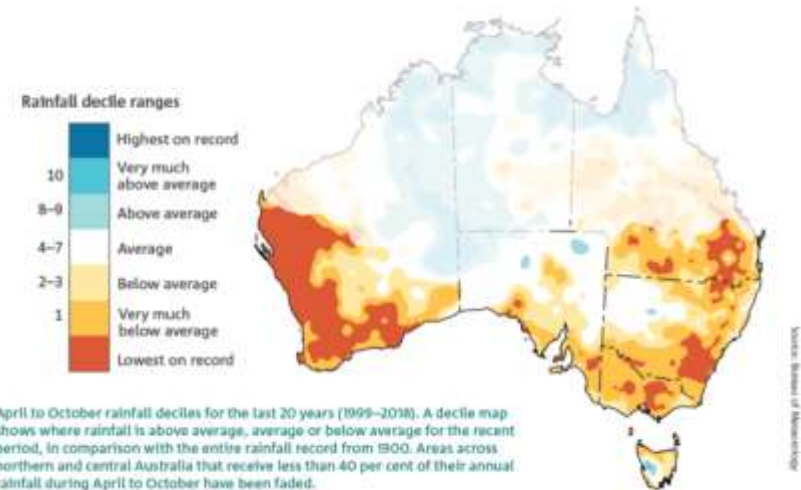 Rainfall decile ranges
Highest on record
10 Very much
above average
8–9 Above average
4–7 Average
2–3 Below average
1 Very much
below average
Lowest on record
April to October rainfall deciles for the last 20 years (1999–2018). A decile map
shows where rainfall is above average, average or below average for the recent
period, in comparison with the entire rainfall record from 1900. Areas across
northern and central Australia that receive less than 40 per cent of their annual
rainfall during April to October have been faded.
Source: Bureau of Meteorology